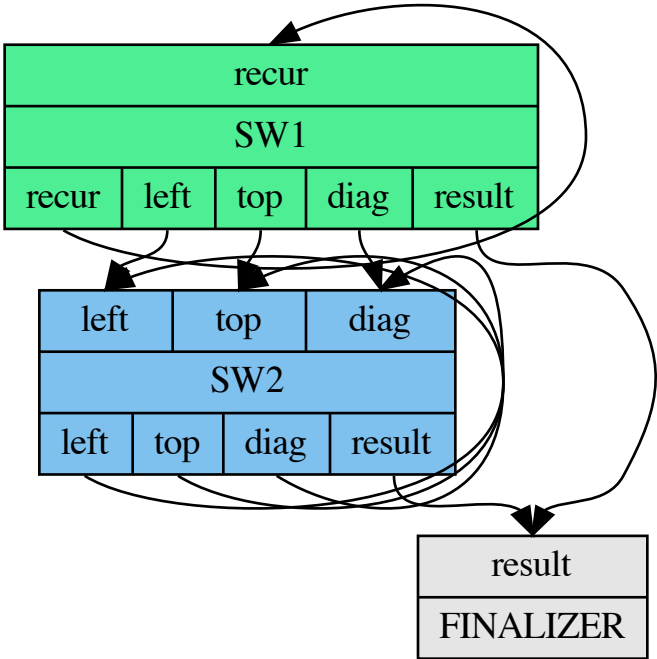 recur
SW1
recur left top diag result
left top diag
SW2
left top diag result
result
FINALIZER